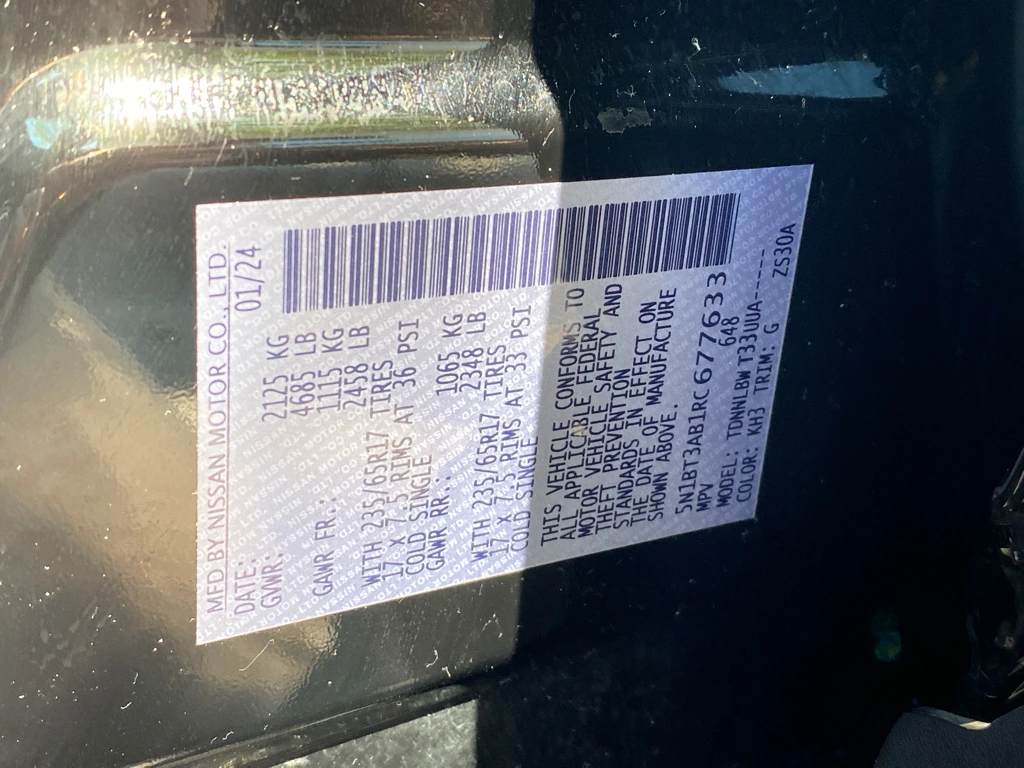 MFD BY NISSAN MOTOR CO., LTD.
DATE: 01/24
GVWR: 2125 KG
4685 LB
GAWR FR.: 1115 KG
2458 LB
WITH 235/65R17 TIRES
17 X 7.5 RIMS AT 36 PSI
COLD SINGLE
GAWR RR.: 1065 KG
2348 LB
WITH 235/65R17 TIRES
17 X 7.5 RIMS AT 33 PSI
COLD SINGLE
THIS VEHICLE CONFORMS TO
ALL APPLICABLE FEDERAL
MOTOR VEHICLE SAFETY AND
THEFT PREVENTION
STANDARDS IN EFFECT ON
THE DATE OF MANUFACTURE
SHOWN ABOVE.
5N1BT3AB1RC677633
MPV 648
MODEL: TDNNLBW T33UUA-----
COLOR: KH3 TRIM: G ZS30A